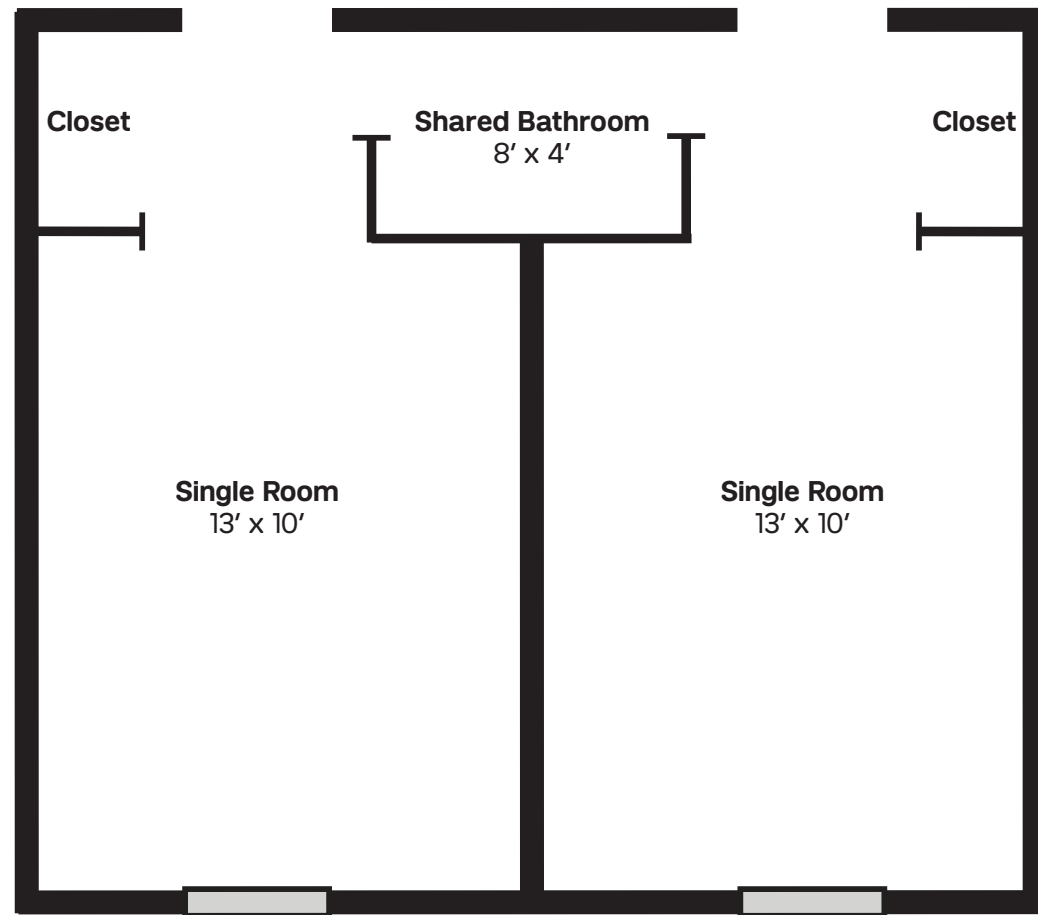 Closet
Shared Bathroom
8’ x 4’
Closet
Single Room
13’ x 10’
Single Room
13’ x 10’